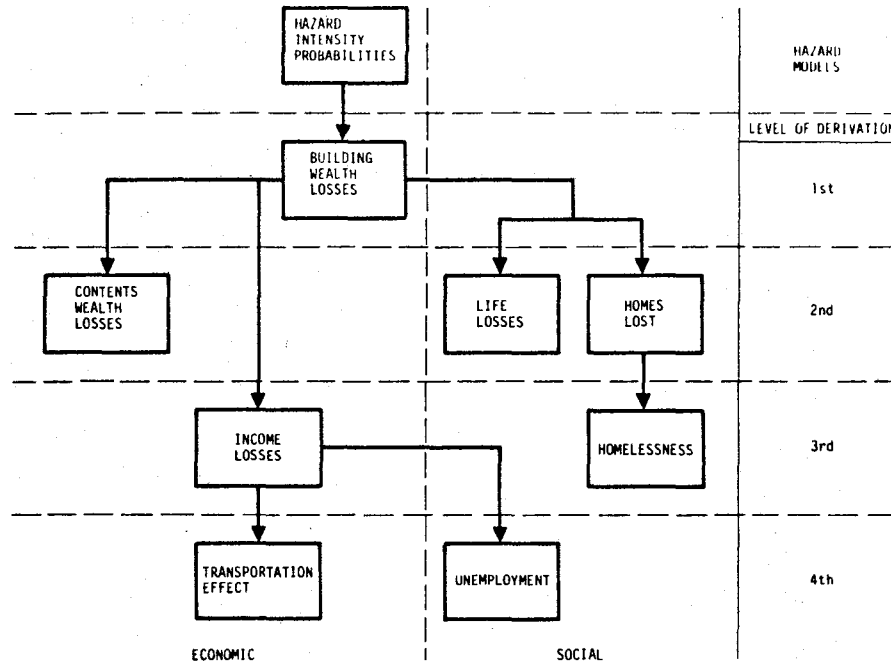 HAZARD
INTENSITY
PROBABILITIES
HAZARD
MODELS
LEVEL OF DERIVATION
BUILDING
WEALTH
LOSSES
1st
CONTENTS
WEALTH
LOSSES
LIFE
LOSSES
HOMES
LOST
2nd
INCOME
LOSSES
HOMELESSNESS
3rd
TRANSPORTATION
EFFECT
UNEMPLOYMENT
4th
ECONOMIC
SOCIAL